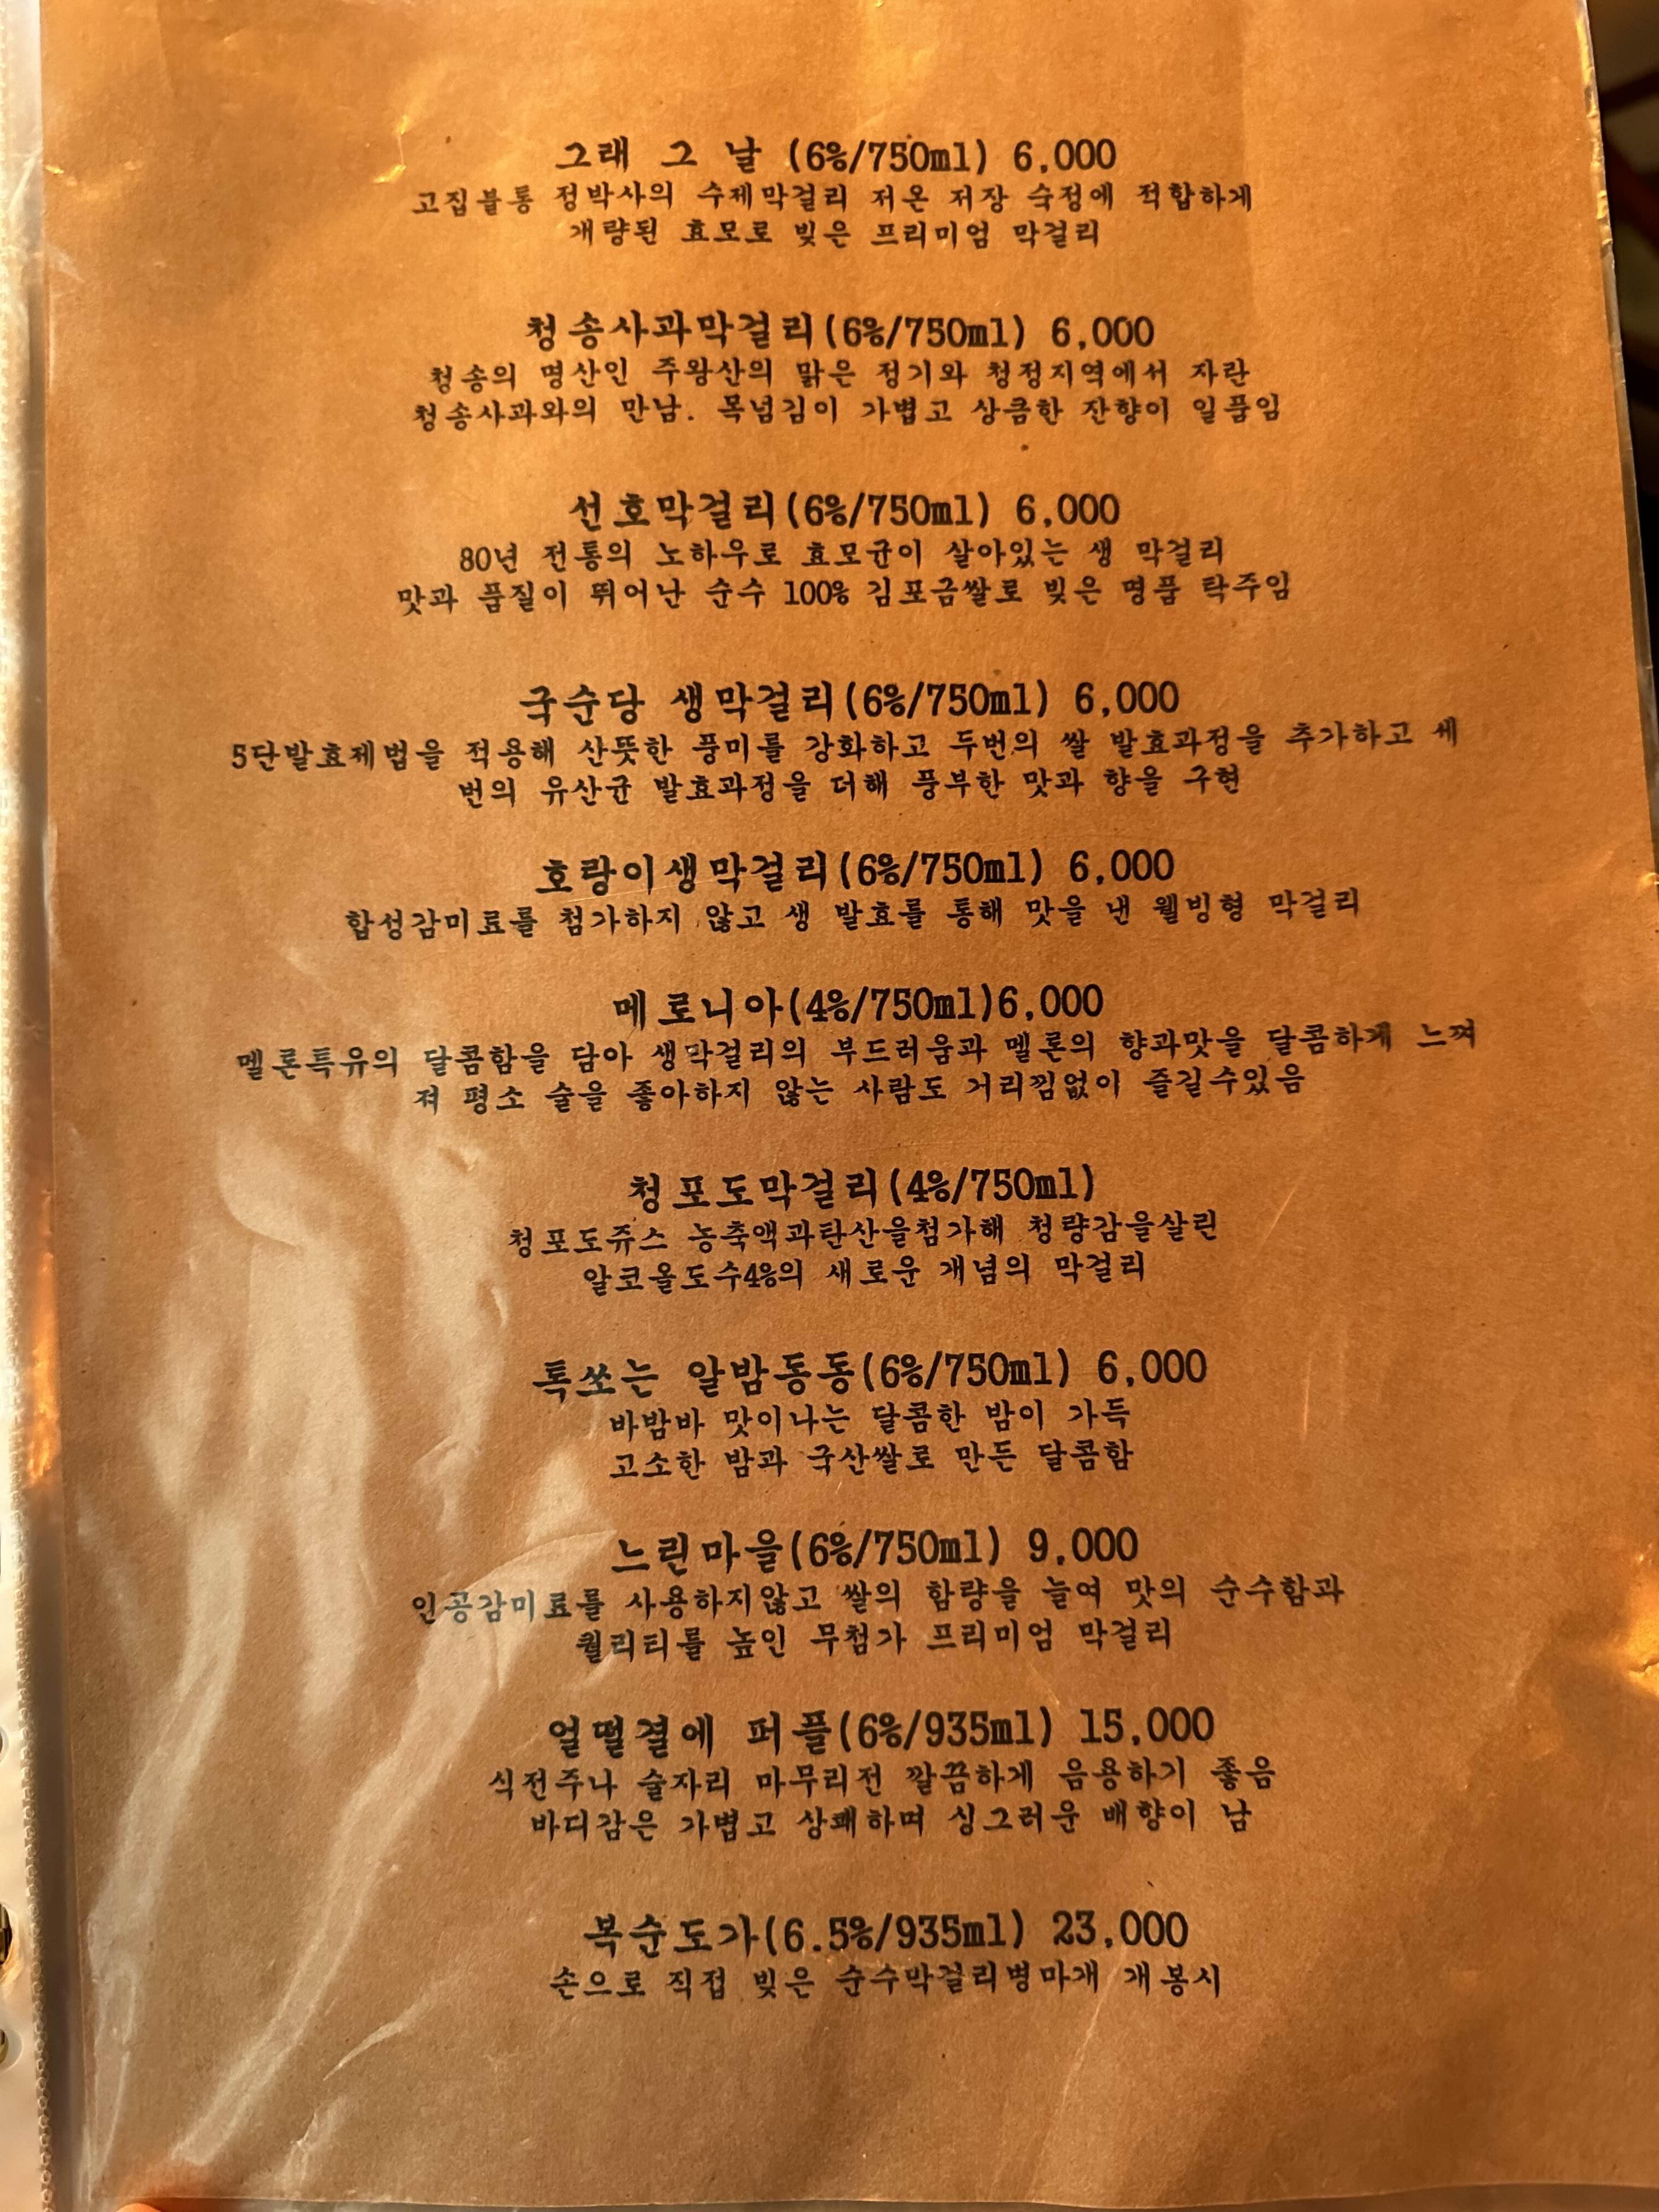 그래 그 날 (6%/750ml) 6,000
고집불통 정박사의 수제막걸리 저온 저장 숙정에 적합하게
개량된 효모로 빚은 프리미엄 막걸리
청송사과막걸리(6%/750ml) 6,000
청송의 명산인 주왕산의 맑은 정기와 청정지역에서 자란
청송사과와의 만남. 목넘김이 가볍고 상큼한 잔향이 일품임
선호막걸리(6%/750ml) 6,000
80년 전통의 노하우로 효모균이 살아있는 생 막걸리
맛과 품질이 뛰어난 순수 100% 김포금쌀로 빚은 명품 탁주임
국순당 생막걸리(6%/750ml) 6,000
5단발효제법을 적용해 산뜻한 풍미를 강화하고 두번의 쌀 발효과정을 추가하고 세
번의 유산균 발효과정을 더해 풍부한 맛과 향을 구현
호랑이생막걸리(6%/750ml) 6,000
합성감미료를 첨가하지 않고 생 발효를 통해 맛을 낸 웰빙형 막걸리
메로니아(4%/750ml)6,000
멜론특유의 달콤함을 담아 생막걸리의 부드러움과 멜론의 향과맛을 달콤하게 느껴
져 평소 술을 좋아하지 않는 사람도 거리낌없이 즐길수있음
청포도막걸리(4%/750ml)
청포도쥬스 농축액과탄산을첨가해 청량감을살린
알코올도수4%의 새로운 개념의 막걸리
톡쏘는 알밤동동(6%/750ml) 6,000
바밤바 맛이나는 달콤한 밤이 가득
고소한 밤과 국산쌀로 만든 달콤함
느린마을(6%/750ml) 9,000
인공감미료를 사용하지않고 쌀의 함량을 늘여 맛의 순수함과
퀄리티를 높인 무첨가 프리미엄 막걸리
얼떨결에 퍼플(6%/935ml) 15,000
식전주나 술자리 마무리전 깔끔하게 음용하기 좋음
바디감은 가볍고 상쾌하며 싱그러운 배향이 남
복순도가(6.5%/935ml) 23,000
손으로 직접 빚은 순수막걸리병마개 개봉시